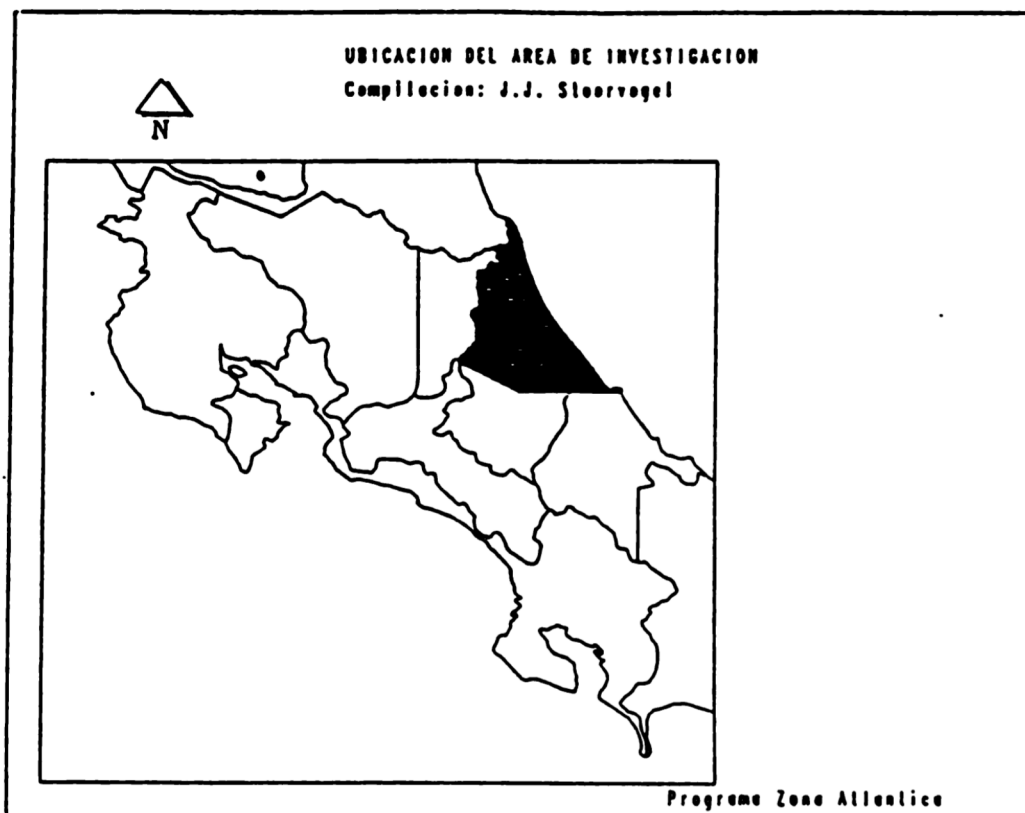 UBICACION DEL AREA DE INVESTIGACION
Compilacion: J.J. Stoorvogel
N
Programa Zona Atlantica